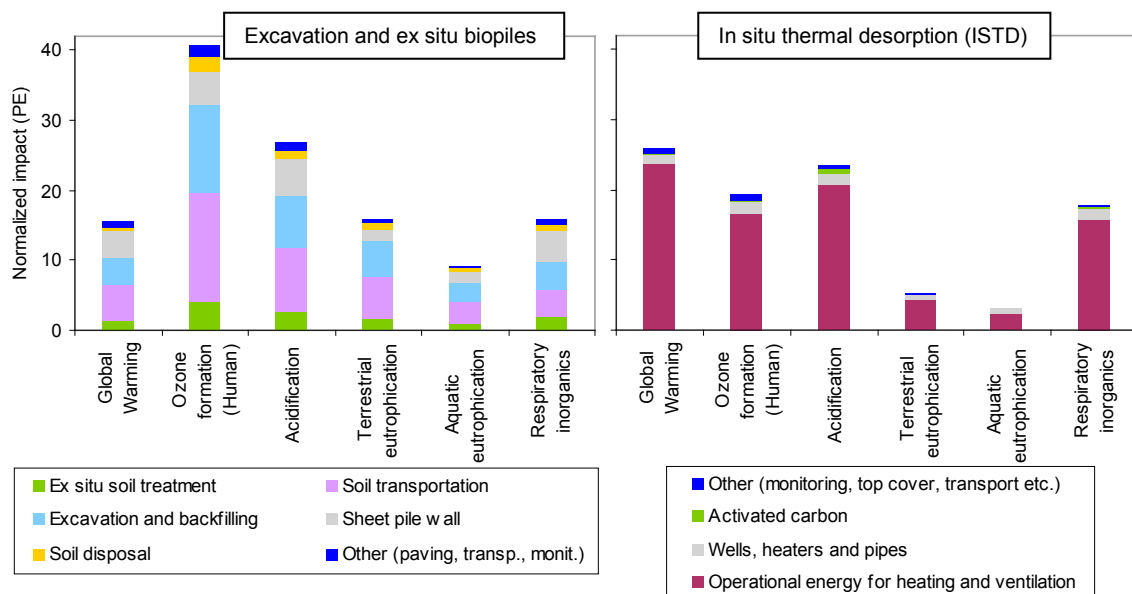 Excavation and ex situ biopiles
In situ thermal desorption (ISTD)
Normalized impact (PE)
40
30
20
10
0
Global
Warming
Ozone
formation
(Human)
Acidification
Terrestrial
eutrophication
Aquatic
eutrophication
Respiratory
inorganics
Global
Warming
Ozone
formation
(Human)
Acidification
Terrestrial
eutrophication
Aquatic
eutrophication
Respiratory
inorganics
Ex situ soil treatment
Soil transportation
Excavation and backfilling
Sheet pile wall
Soil disposal
Other (paving, transp., monit.)
Other (monitoring, top cover, transport etc.)
Activated carbon
Wells, heaters and pipes
Operational energy for heating and ventilation